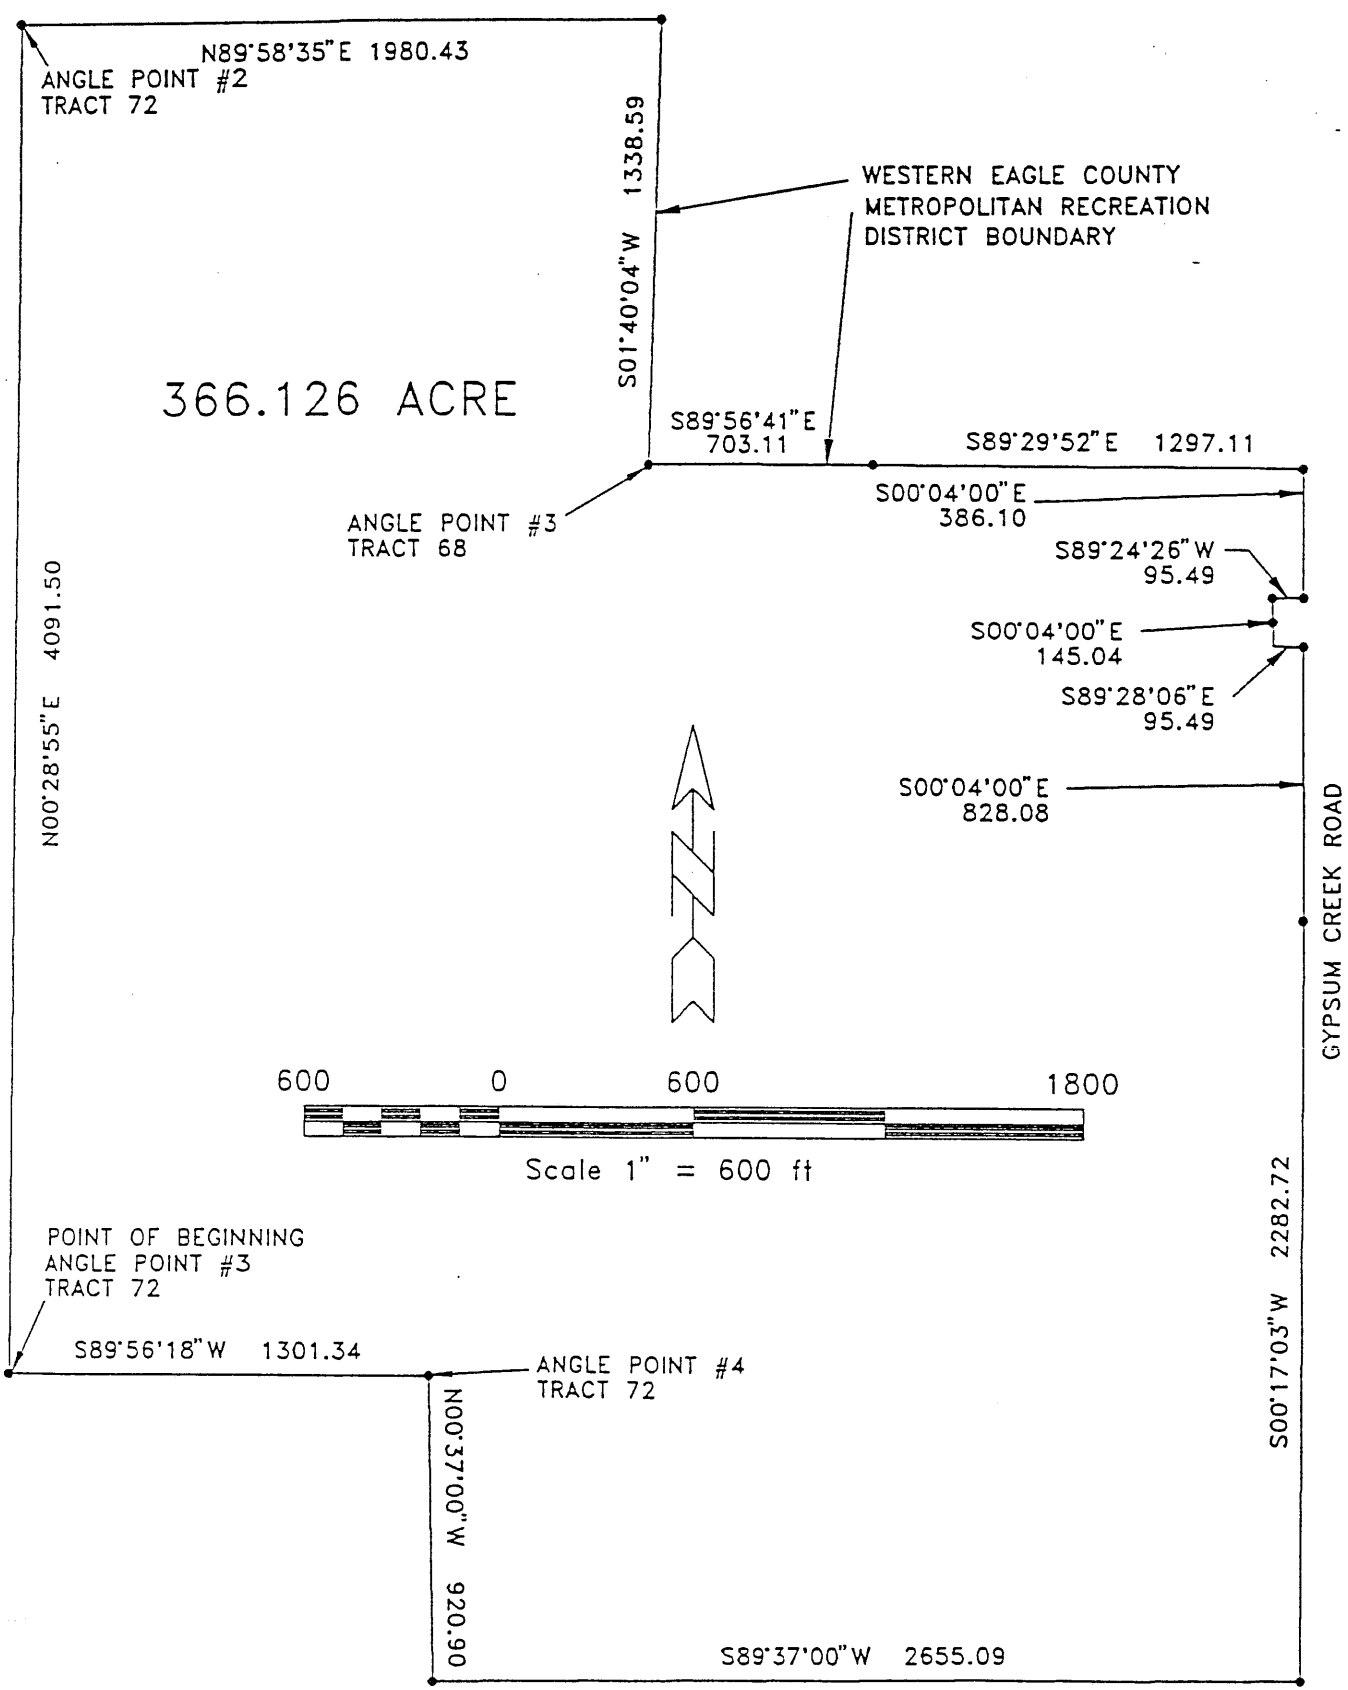 N89°58'35"E 1980.43
ANGLE POINT #2
TRACT 72
S01°40'04"W 1338.59
WESTERN EAGLE COUNTY
METROPOLITAN RECREATION
DISTRICT BOUNDARY
366.126 ACRE
S89°56'41"E
703.11
S89°29'52"E 1297.11
S00°04'00"E
386.10
ANGLE POINT #3
TRACT 68
S89°24'26"W
95.49
N00°28'55"E 4091.50
S00°04'00"E
145.04
S89°28'06"E
95.49
S00°04'00"E
828.08
GYPSUM CREEK ROAD
N
600 0 600 1800
Scale 1" = 600 ft
S00°17'03"W 2282.72
POINT OF BEGINNING
ANGLE POINT #3
TRACT 72
S89°56'18"W 1301.34
ANGLE POINT #4
TRACT 72
N00°37'00"W 920.90
S89°37'00"W 2655.09